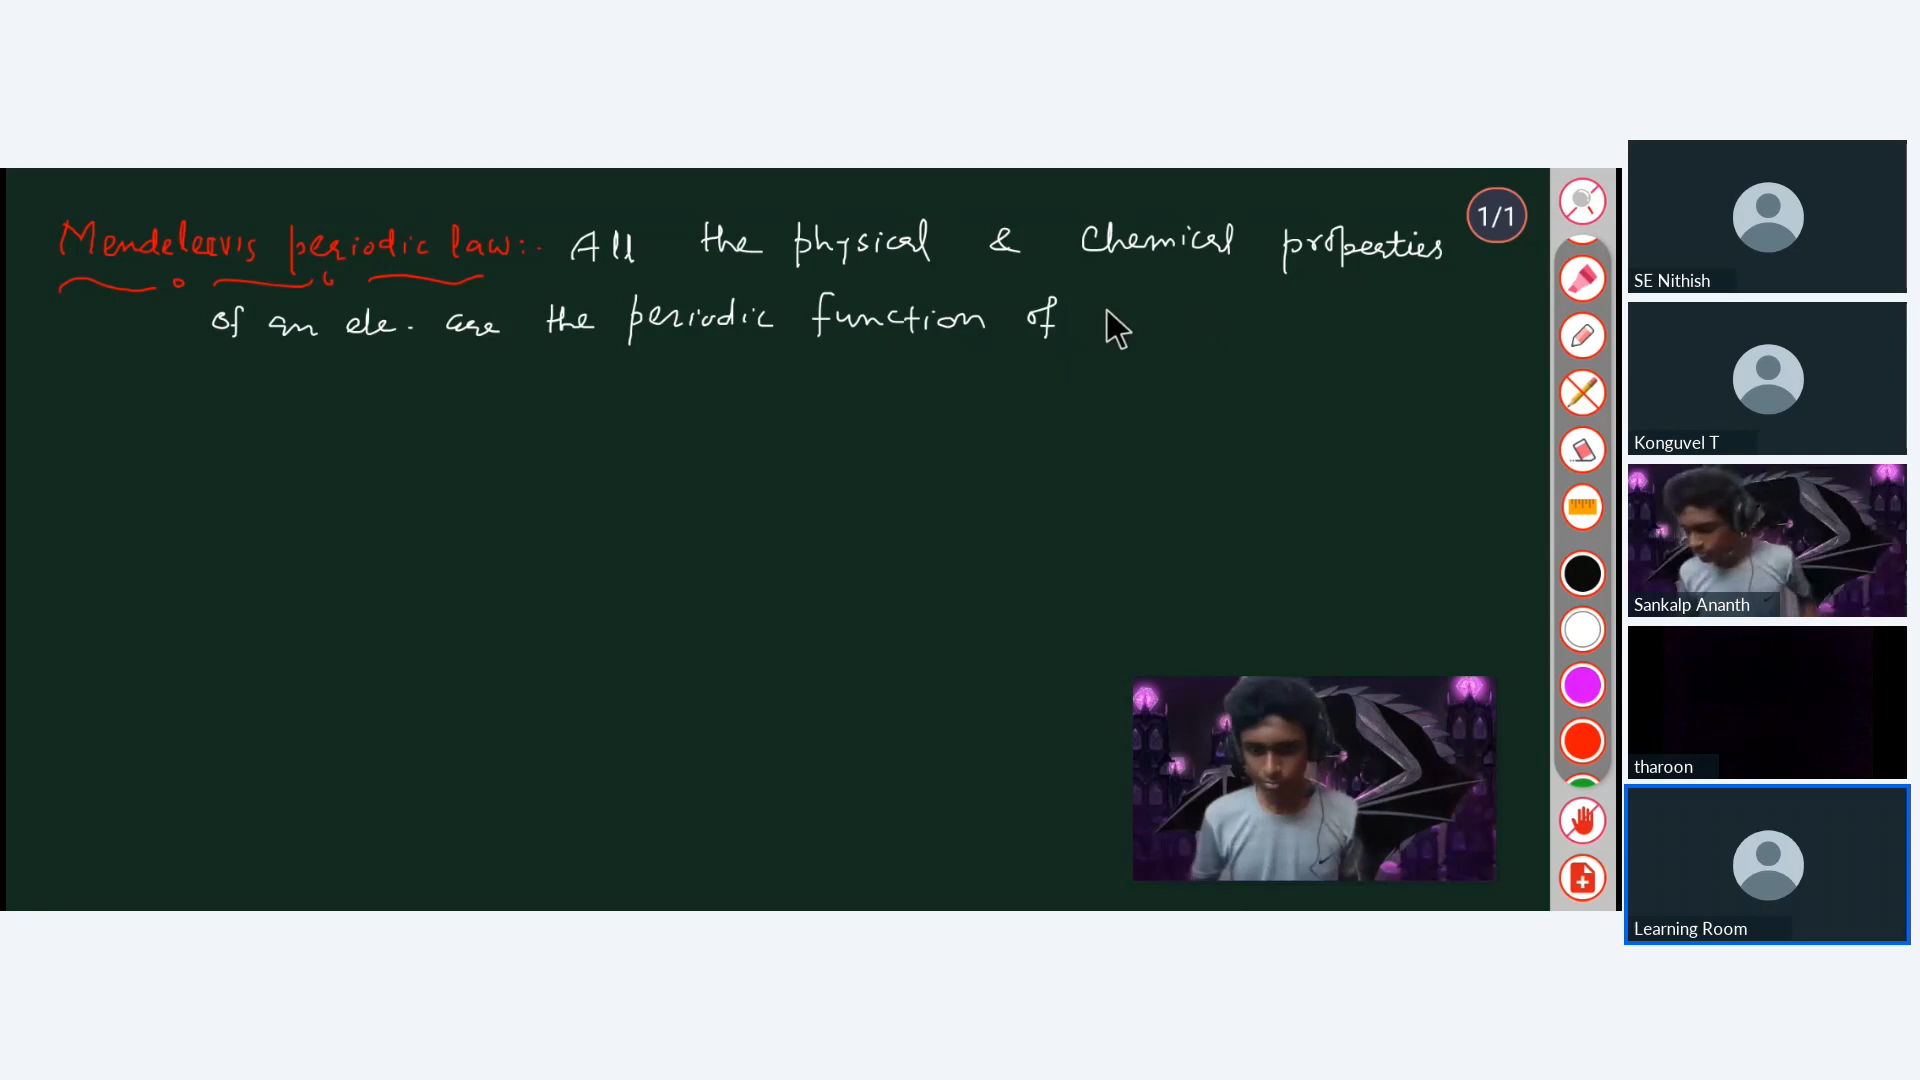 Mendeleevis periodic law:- All the physical & Chemical properties
of an ele. are the periodic function of
1/1
SE Nithish
Konguvel T
Sankalp Ananth
tharoon
Learning Room